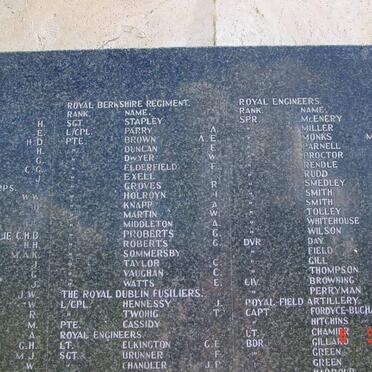 ROYAL BERKSHIRE REGIMENT.
RANK. NAME.
H. SGT. STAPLEY
E. L/CPL PARRY
H.D. PTE. BROWN
H. " DUNCAN
G. " DWYER
C.G. " ELDERFIELD
J. " EXELL
" GROVES
W.W. " HOLROYN
" KNAPP
" MARTIN
" MIDDLETON
C.H.D. " PROBERTS
H.H. " ROBERTS
M.A.K. " SOMMERSBY
" TAYLOR
" VAUGHAN
J. " WATTS
J.W. THE ROYAL DUBLIN FUSILIERS.
W. L/CPL HENNESSY
R. " TWOHIG
M. PTE. CASSIDY
A. ROYAL ENGINEERS.
G.H. LT. ELKINGTON
M.J. SGT. BRUNNER
W. " CHANDLER
ROYAL ENGINEERS.
RANK. NAME.
SPR. McENERY
A. " MILLER
A.E. " MONKS
E. " PARNELL
W. " PROCTOR
" RENDLE
" RUDD
" SMEDLEY
H. " SMITH
A. " SMITH
W. " TOLLEY
A. " WHITEHOUSE
G. " WILSON
G. DVR DAY
" FIELD
" GILL
C. " THOMPSON
E. CIV BROWNING
" PERRYMAN
J. ROYAL FIELD ARTILLERY.
T. CAPT FORDYCE-BUCH
" HITCHINS
LT. CHAMIER
BDR GILLARD
G.E. " GREEN
F. " GREEN
J.P. " HARBOUR